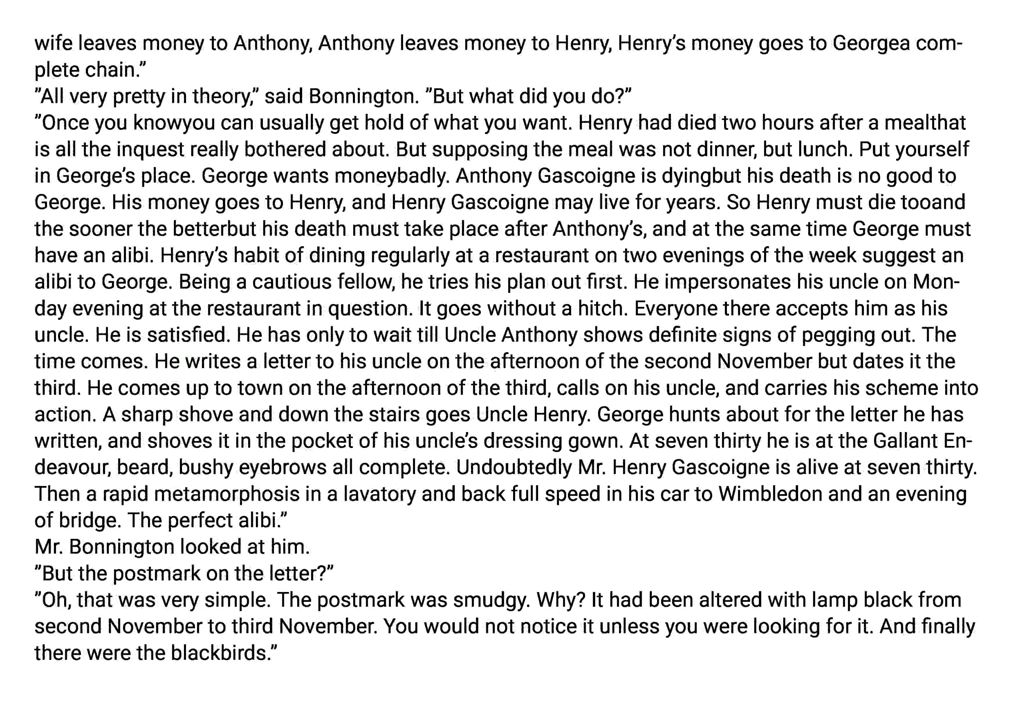 wife leaves money to Anthony, Anthony leaves money to Henry, Henry’s money goes to Georgea com-
plete chain.”
”All very pretty in theory,” said Bonnington. ”But what did you do?”
”Once you knowyou can usually get hold of what you want. Henry had died two hours after a mealthat
is all the inquest really bothered about. But supposing the meal was not dinner, but lunch. Put yourself
in George’s place. George wants moneybadly. Anthony Gascoigne is dyingbut his death is no good to
George. His money goes to Henry, and Henry Gascoigne may live for years. So Henry must die tooand
the sooner the betterbut his death must take place after Anthony’s, and at the same time George must
have an alibi. Henry’s habit of dining regularly at a restaurant on two evenings of the week suggest an
alibi to George. Being a cautious fellow, he tries his plan out first. He impersonates his uncle on Mon-
day evening at the restaurant in question. It goes without a hitch. Everyone there accepts him as his
uncle. He is satisfied. He has only to wait till Uncle Anthony shows definite signs of pegging out. The
time comes. He writes a letter to his uncle on the afternoon of the second November but dates it the
third. He comes up to town on the afternoon of the third, calls on his uncle, and carries his scheme into
action. A sharp shove and down the stairs goes Uncle Henry. George hunts about for the letter he has
written, and shoves it in the pocket of his uncle’s dressing gown. At seven thirty he is at the Gallant En-
deavour, beard, bushy eyebrows all complete. Undoubtedly Mr. Henry Gascoigne is alive at seven thirty.
Then a rapid metamorphosis in a lavatory and back full speed in his car to Wimbledon and an evening
of bridge. The perfect alibi.”
Mr. Bonnington looked at him.
”But the postmark on the letter?”
”Oh, that was very simple. The postmark was smudgy. Why? It had been altered with lamp black from
second November to third November. You would not notice it unless you were looking for it. And finally
there were the blackbirds.”